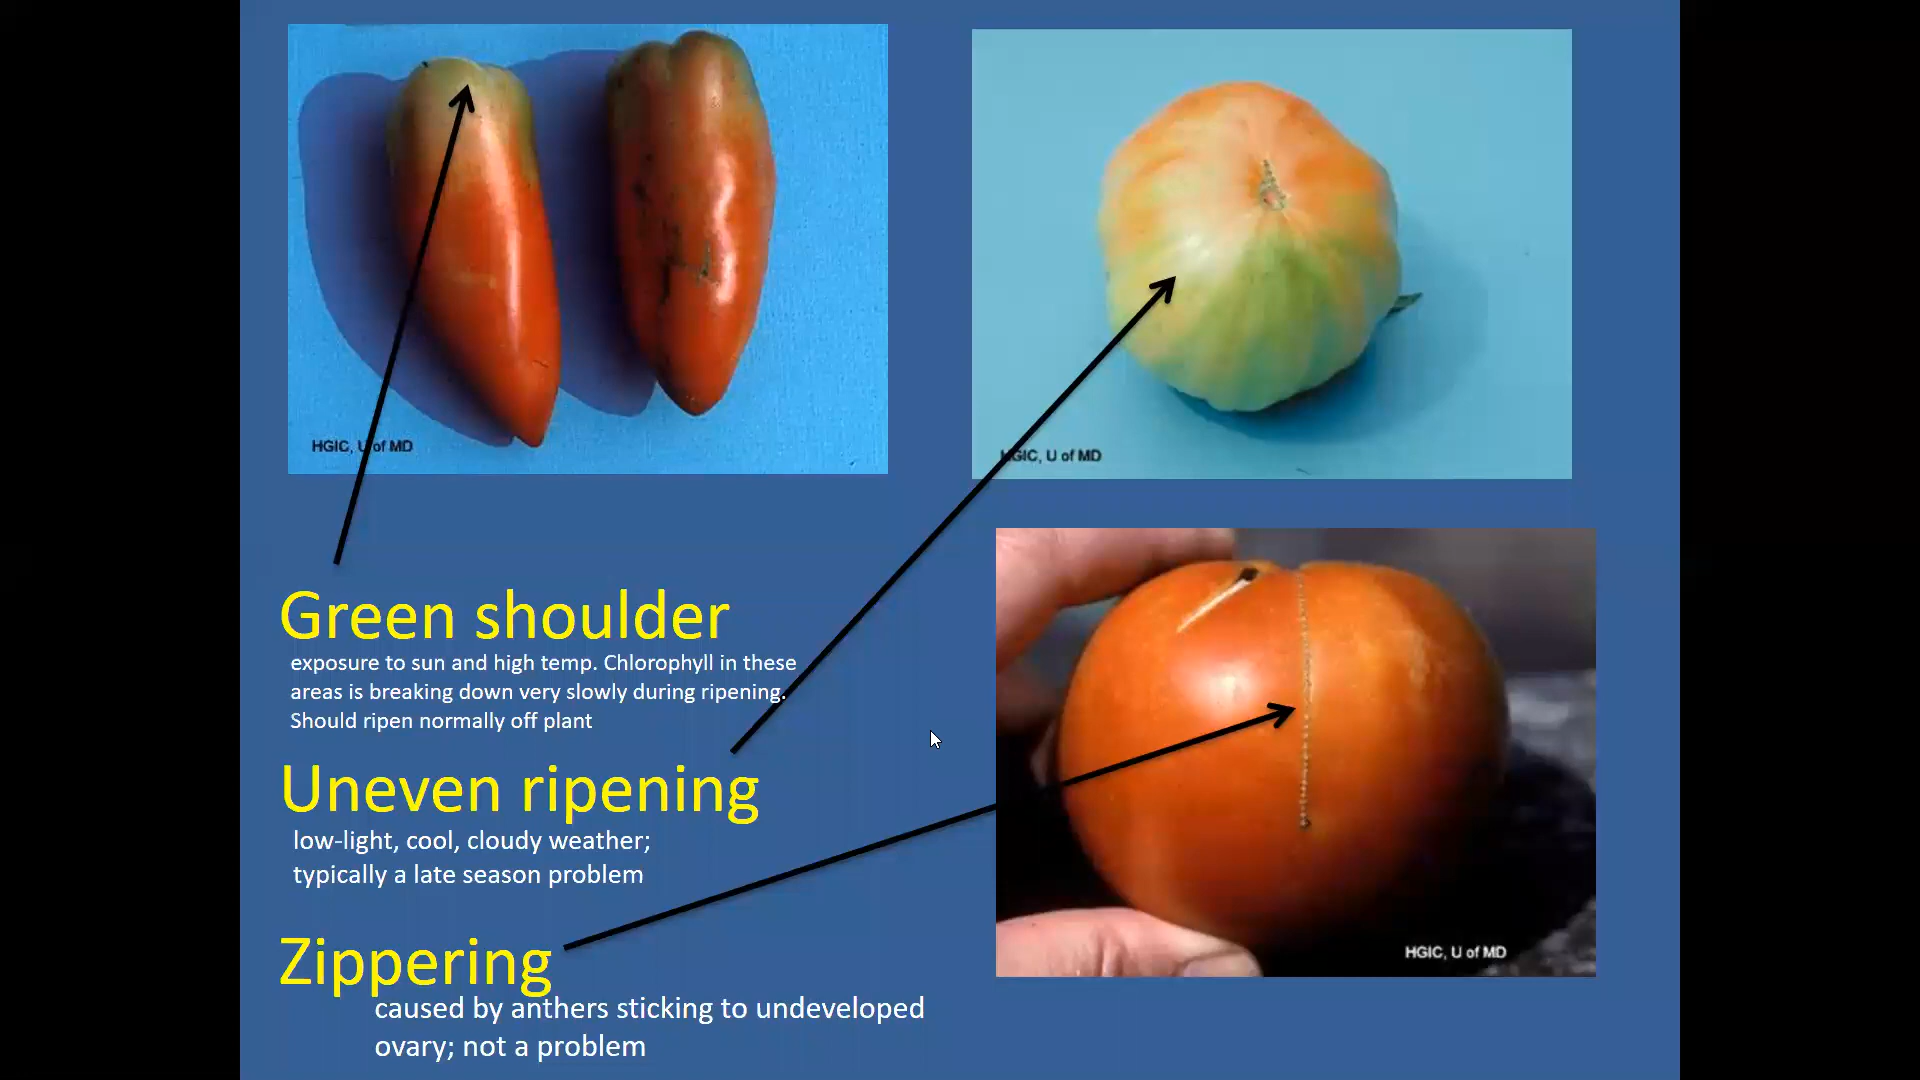 HGIC, U of MD
HGIC, U of MD
Green shoulder
exposure to sun and high temp. Chlorophyll in these
areas is breaking down very slowly during ripening.
Should ripen normally off plant
Uneven ripening
low-light, cool, cloudy weather;
typically a late season problem
Zippering
caused by anthers sticking to undeveloped
ovary; not a problem
HGIC, U of MD